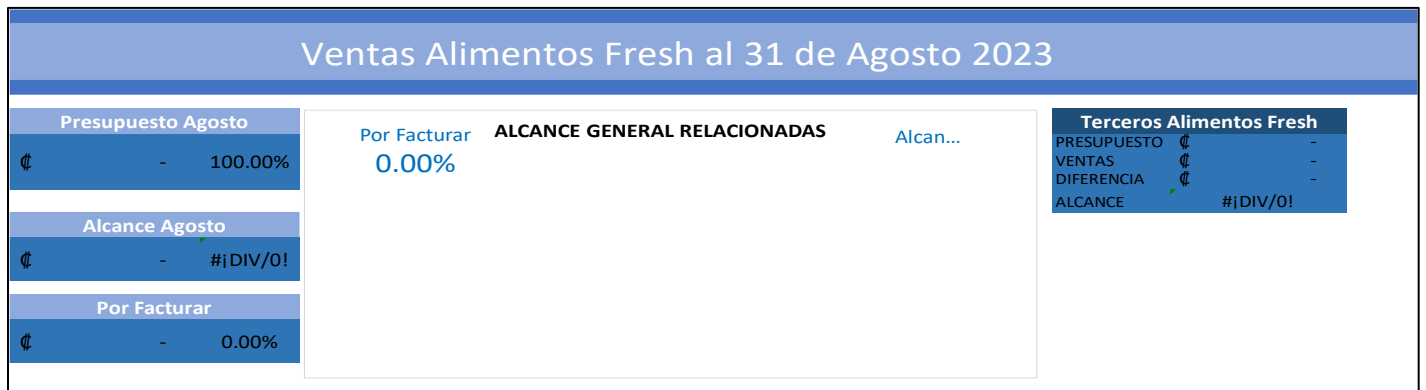 Ventas Alimentos Fresh al 31 de Agosto 2023
Presupuesto Agosto
₡ - 100.00%
Alcance Agosto
₡ - #¡DIV/0!
Por Facturar
₡ - 0.00%
ALCANCE GENERAL RELACIONADAS
Por Facturar
0.00%
Alcan...
Terceros Alimentos Fresh
PRESUPUESTO ₡ -
VENTAS ₡ -
DIFERENCIA ₡ -
ALCANCE #¡DIV/0!